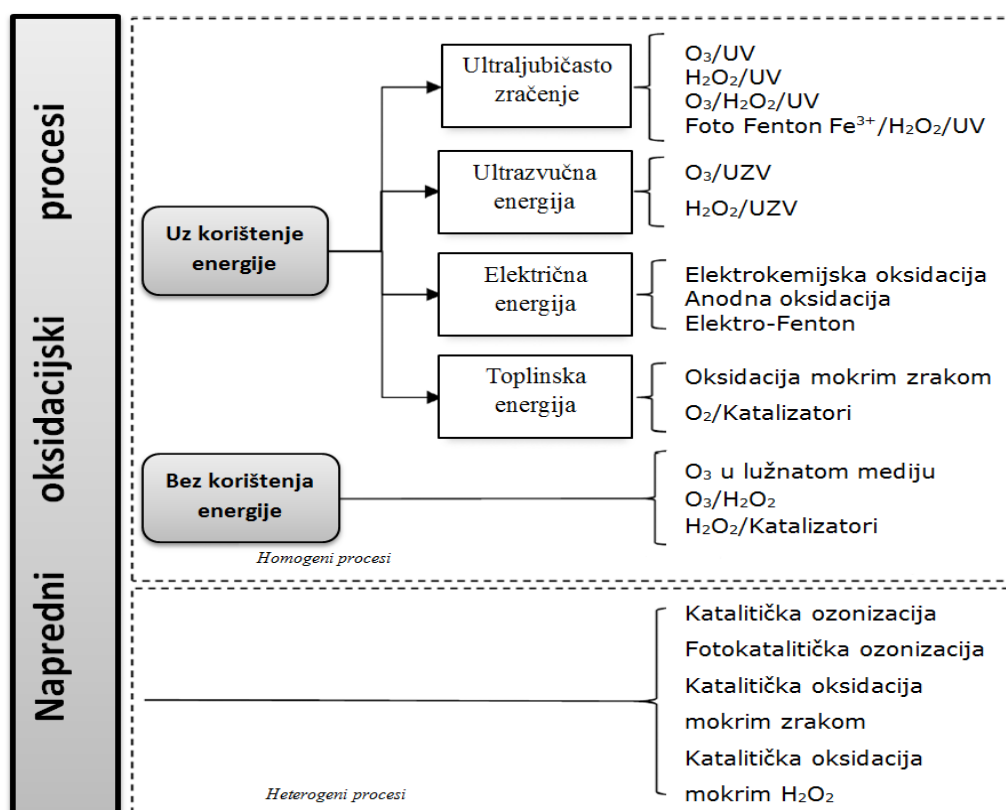 Napredni oksidacijski procesi
Uz korištenje
energije
Ultraljubičasto
zračenje
O₃/UV
H₂O₂/UV
O₃/H₂O₂/UV
Foto Fenton Fe³⁺/H₂O₂/UV
Ultrazvučna
energija
O₃/UZV
H₂O₂/UZV
Električna
energija
Elektrokemijska oksidacija
Anodna oksidacija
Elektro-Fenton
Toplinska
energija
Oksidacija mokrim zrakom
O₂/Katalizatori
Bez korištenja
energije
O₃ u lužnatom mediju
O₃/H₂O₂
H₂O₂/Katalizatori
Homogeni procesi
Katalitička ozonizacija
Fotokatalitička ozonizacija
Katalitička oksidacija
mokrim zrakom
Katalitička oksidacija
mokrim H₂O₂
Heterogeni procesi